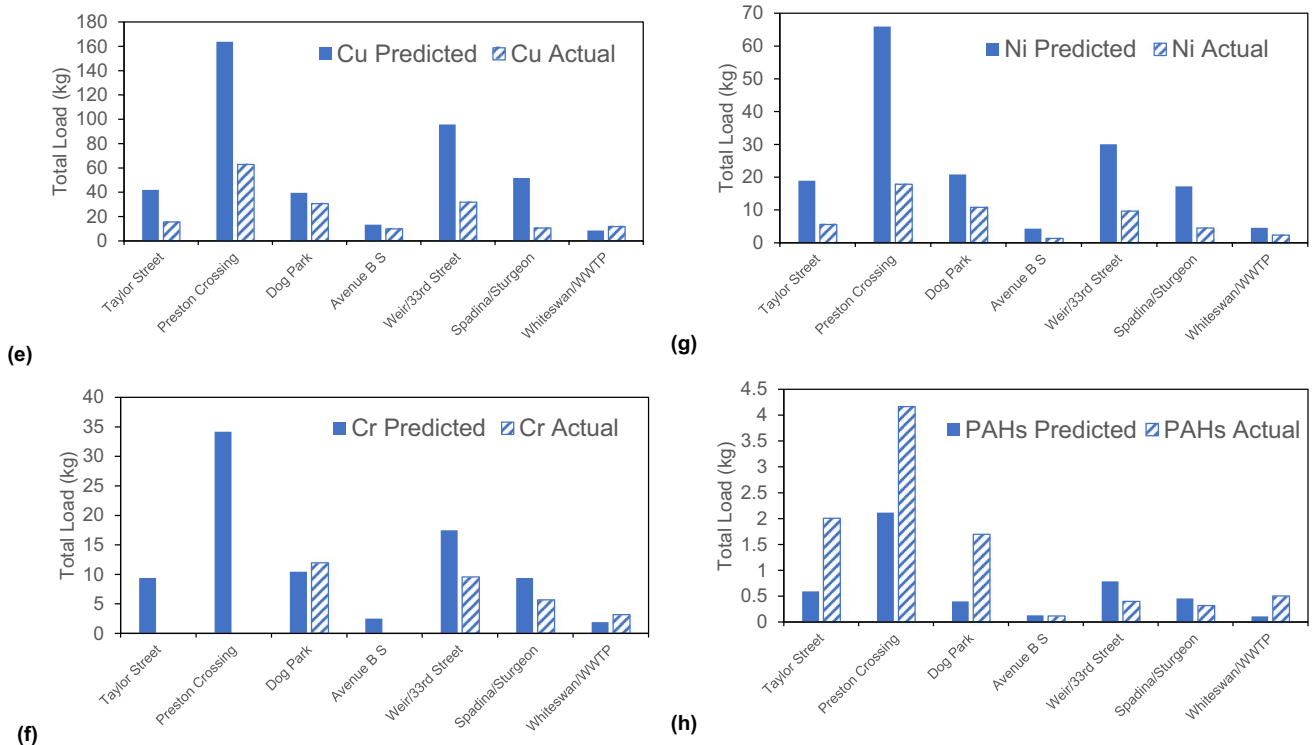 160
180
140
120
100
80
60
40
20
0
Total Load (kg)
Cu Predicted Cu Actual
Taylor Street
Preston Crossing
Dog Park
Avenue B S
Weir/33rd Street
Spadina/Sturgeon
Whiteswan/WWTP
(e)
70
60
50
40
30
20
10
0
Total Load (kg)
Ni Predicted Ni Actual
Taylor Street
Preston Crossing
Dog Park
Avenue B S
Weir/33rd Street
Spadina/Sturgeon
Whiteswan/WWTP
(g)
40
35
30
25
20
15
10
5
0
Total Load (kg)
Cr Predicted Cr Actual
Taylor Street
Preston Crossing
Dog Park
Avenue B S
Weir/33rd Street
Spadina/Sturgeon
Whiteswan/WWTP
(f)
4.5
4
3.5
3
2.5
2
1.5
1
0.5
0
Total Load (kg)
PAHs Predicted PAHs Actual
Taylor Street
Preston Crossing
Dog Park
Avenue B S
Weir/33rd Street
Spadina/Sturgeon
Whiteswan/WWTP
(h)